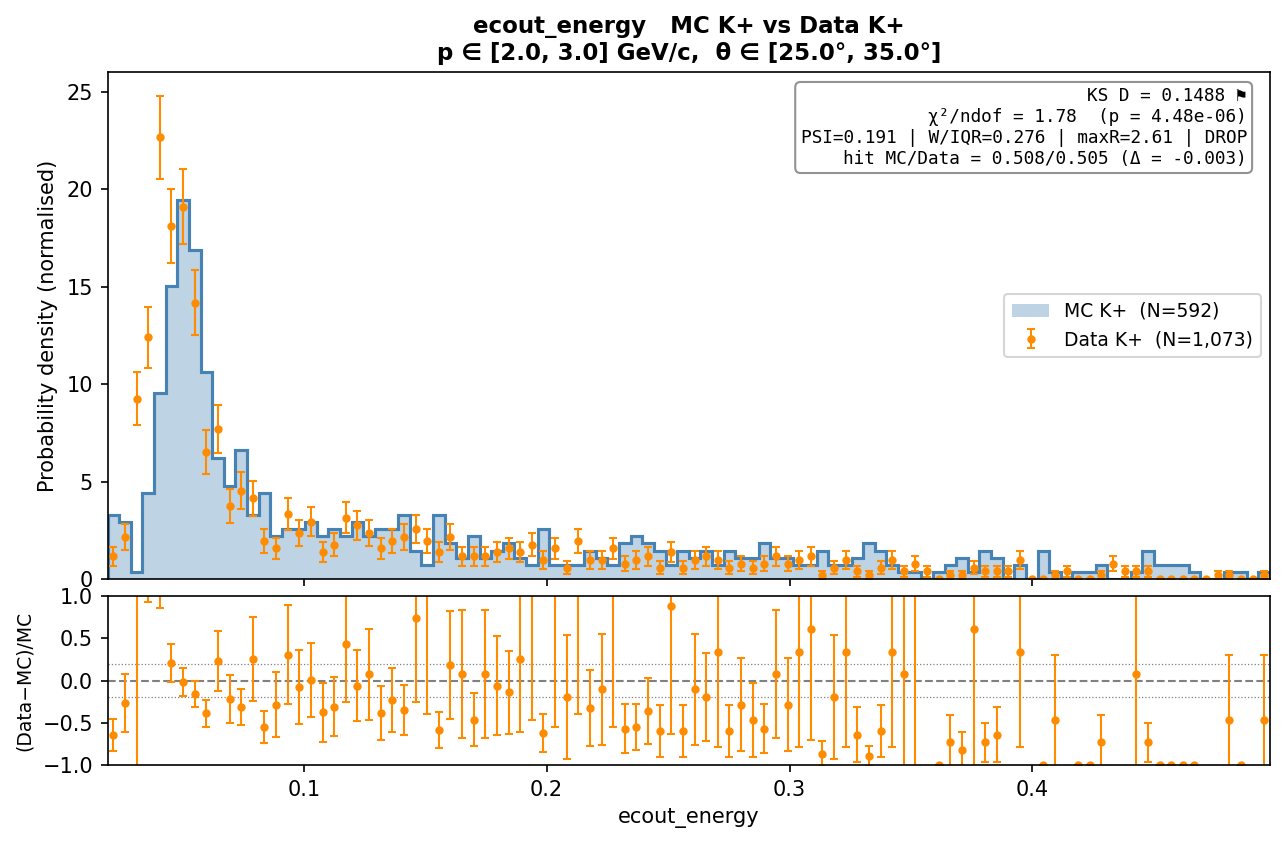 ecout_energy   MC K+ vs Data K+
p ∈ [2.0, 3.0] GeV/c,  θ ∈ [25.0°, 35.0°]
KS D = 0.1488 ⚑
χ²/ndof = 1.78  (p = 4.48e-06)
PSI=0.191 | W/IQR=0.276 | maxR=2.61 | DROP
hit MC/Data = 0.508/0.505 (Δ = -0.003)
MC K+  (N=592)
Data K+  (N=1,073)
Probability density (normalised)
25
20
15
10
5
0
(Data−MC)/MC
1.0
0.5
0.0
−0.5
−1.0
0.1
0.2
0.3
0.4
ecout_energy